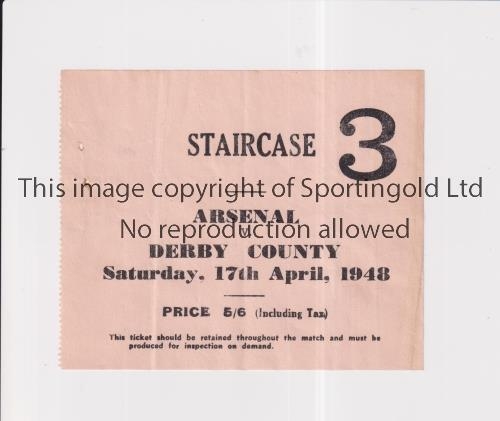 STAIRCASE 3
This image copyright of Sportingold Ltd
ARSENAL
No reproduction allowed
DERBY COUNTY
Saturday, 17th April, 1948
PRICE 5/6 (Including Tax)
This ticket should be retained throughout the match and must be
produced for inspection on demand.